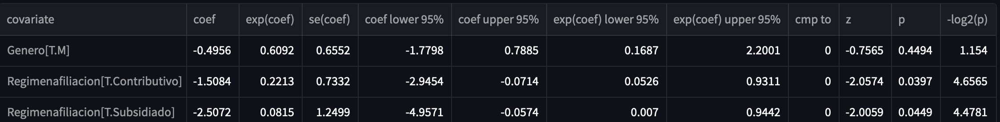 covariate coef exp(coef) se(coef) coef lower 95% coef upper 95% exp(coef) lower 95% exp(coef) upper 95% cmp to z p -log2(p)
Genero[T.M] -0.4956 0.6092 0.6552 -1.7798 0.7885 0.1687 2.2001 0 -0.7565 0.4494 1.154
Regimenafiliacion[T.Contributivo] -1.5084 0.2213 0.7332 -2.9454 -0.0714 0.0526 0.9311 0 -2.0574 0.0397 4.6565
Regimenafiliacion[T.Subsidiado] -2.5072 0.0815 1.2499 -4.9571 -0.0574 0.007 0.9442 0 -2.0059 0.0449 4.4781